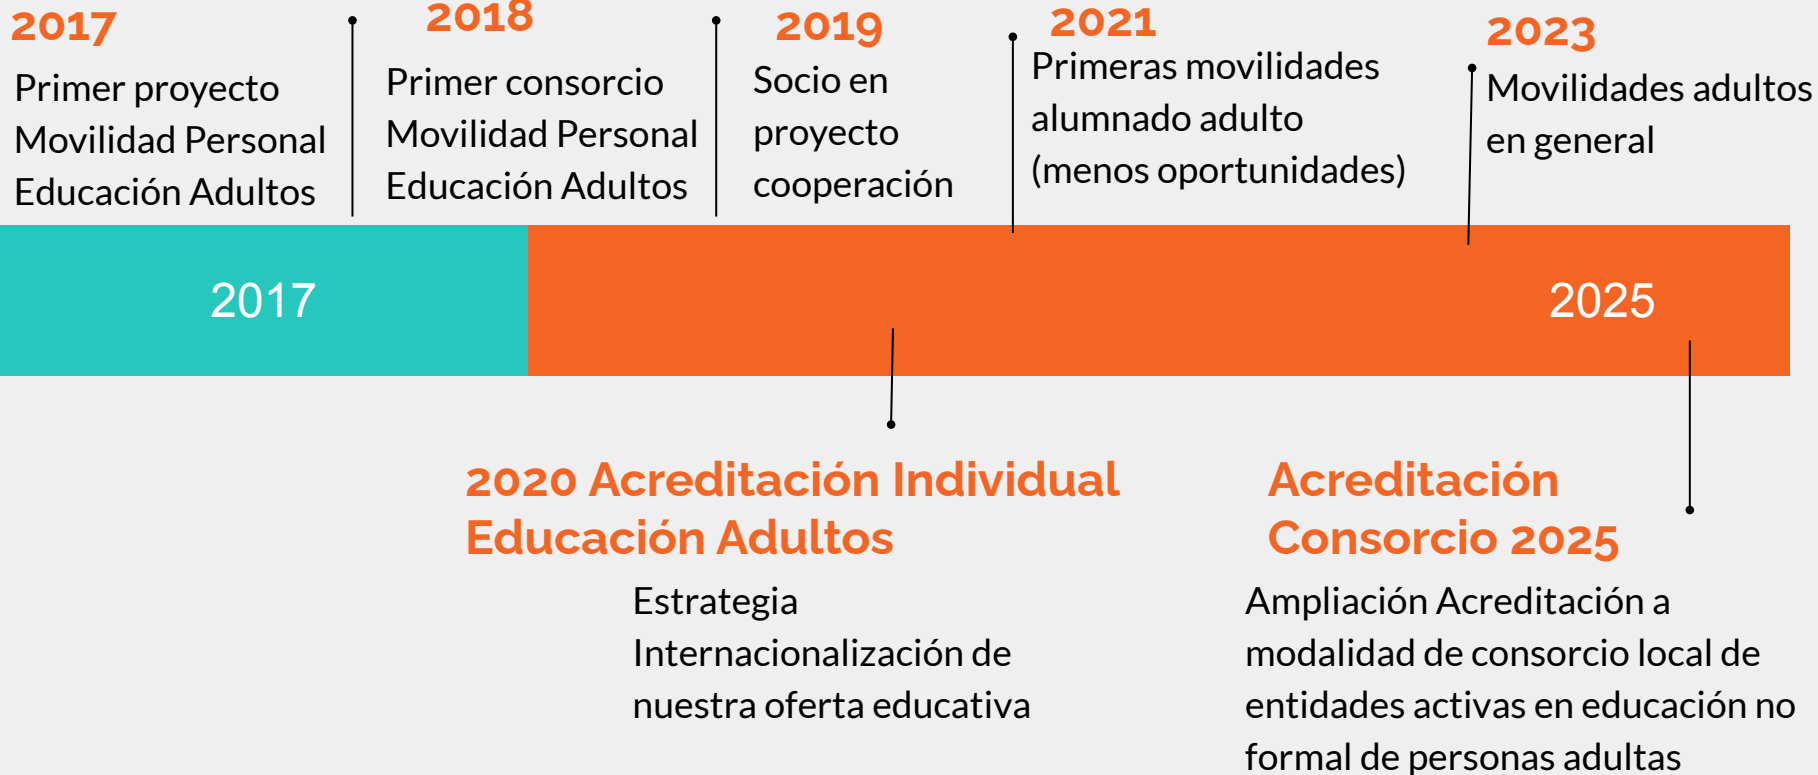 2017
Primer proyecto
Movilidad Personal
Educación Adultos
2018
Primer consorcio
Movilidad Personal
Educación Adultos
2019
Socio en
proyecto
cooperación
2021
Primeras movilidades
alumnado adulto
(menos oportunidades)
2023
Movilidades adultos
en general
2017
2025
2020 Acreditación Individual
Educación Adultos
Estrategia
Internacionalización de
nuestra oferta educativa
Acreditación
Consorcio 2025
Ampliación Acreditación a
modalidad de consorcio local de
entidades activas en educación no
formal de personas adultas